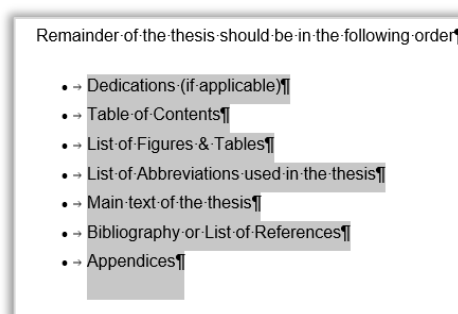 Remainder·of·the·thesis·should·be·in·the·following·order¶
•→Dedications·(if·applicable)¶
•→Table·of·Contents¶
•→List·of·Figures·&·Tables¶
•→List·of·Abbreviations·used·in·the·thesis¶
•→Main·text·of·the·thesis¶
•→Bibliography·or·List·of·References¶
•→Appendices¶